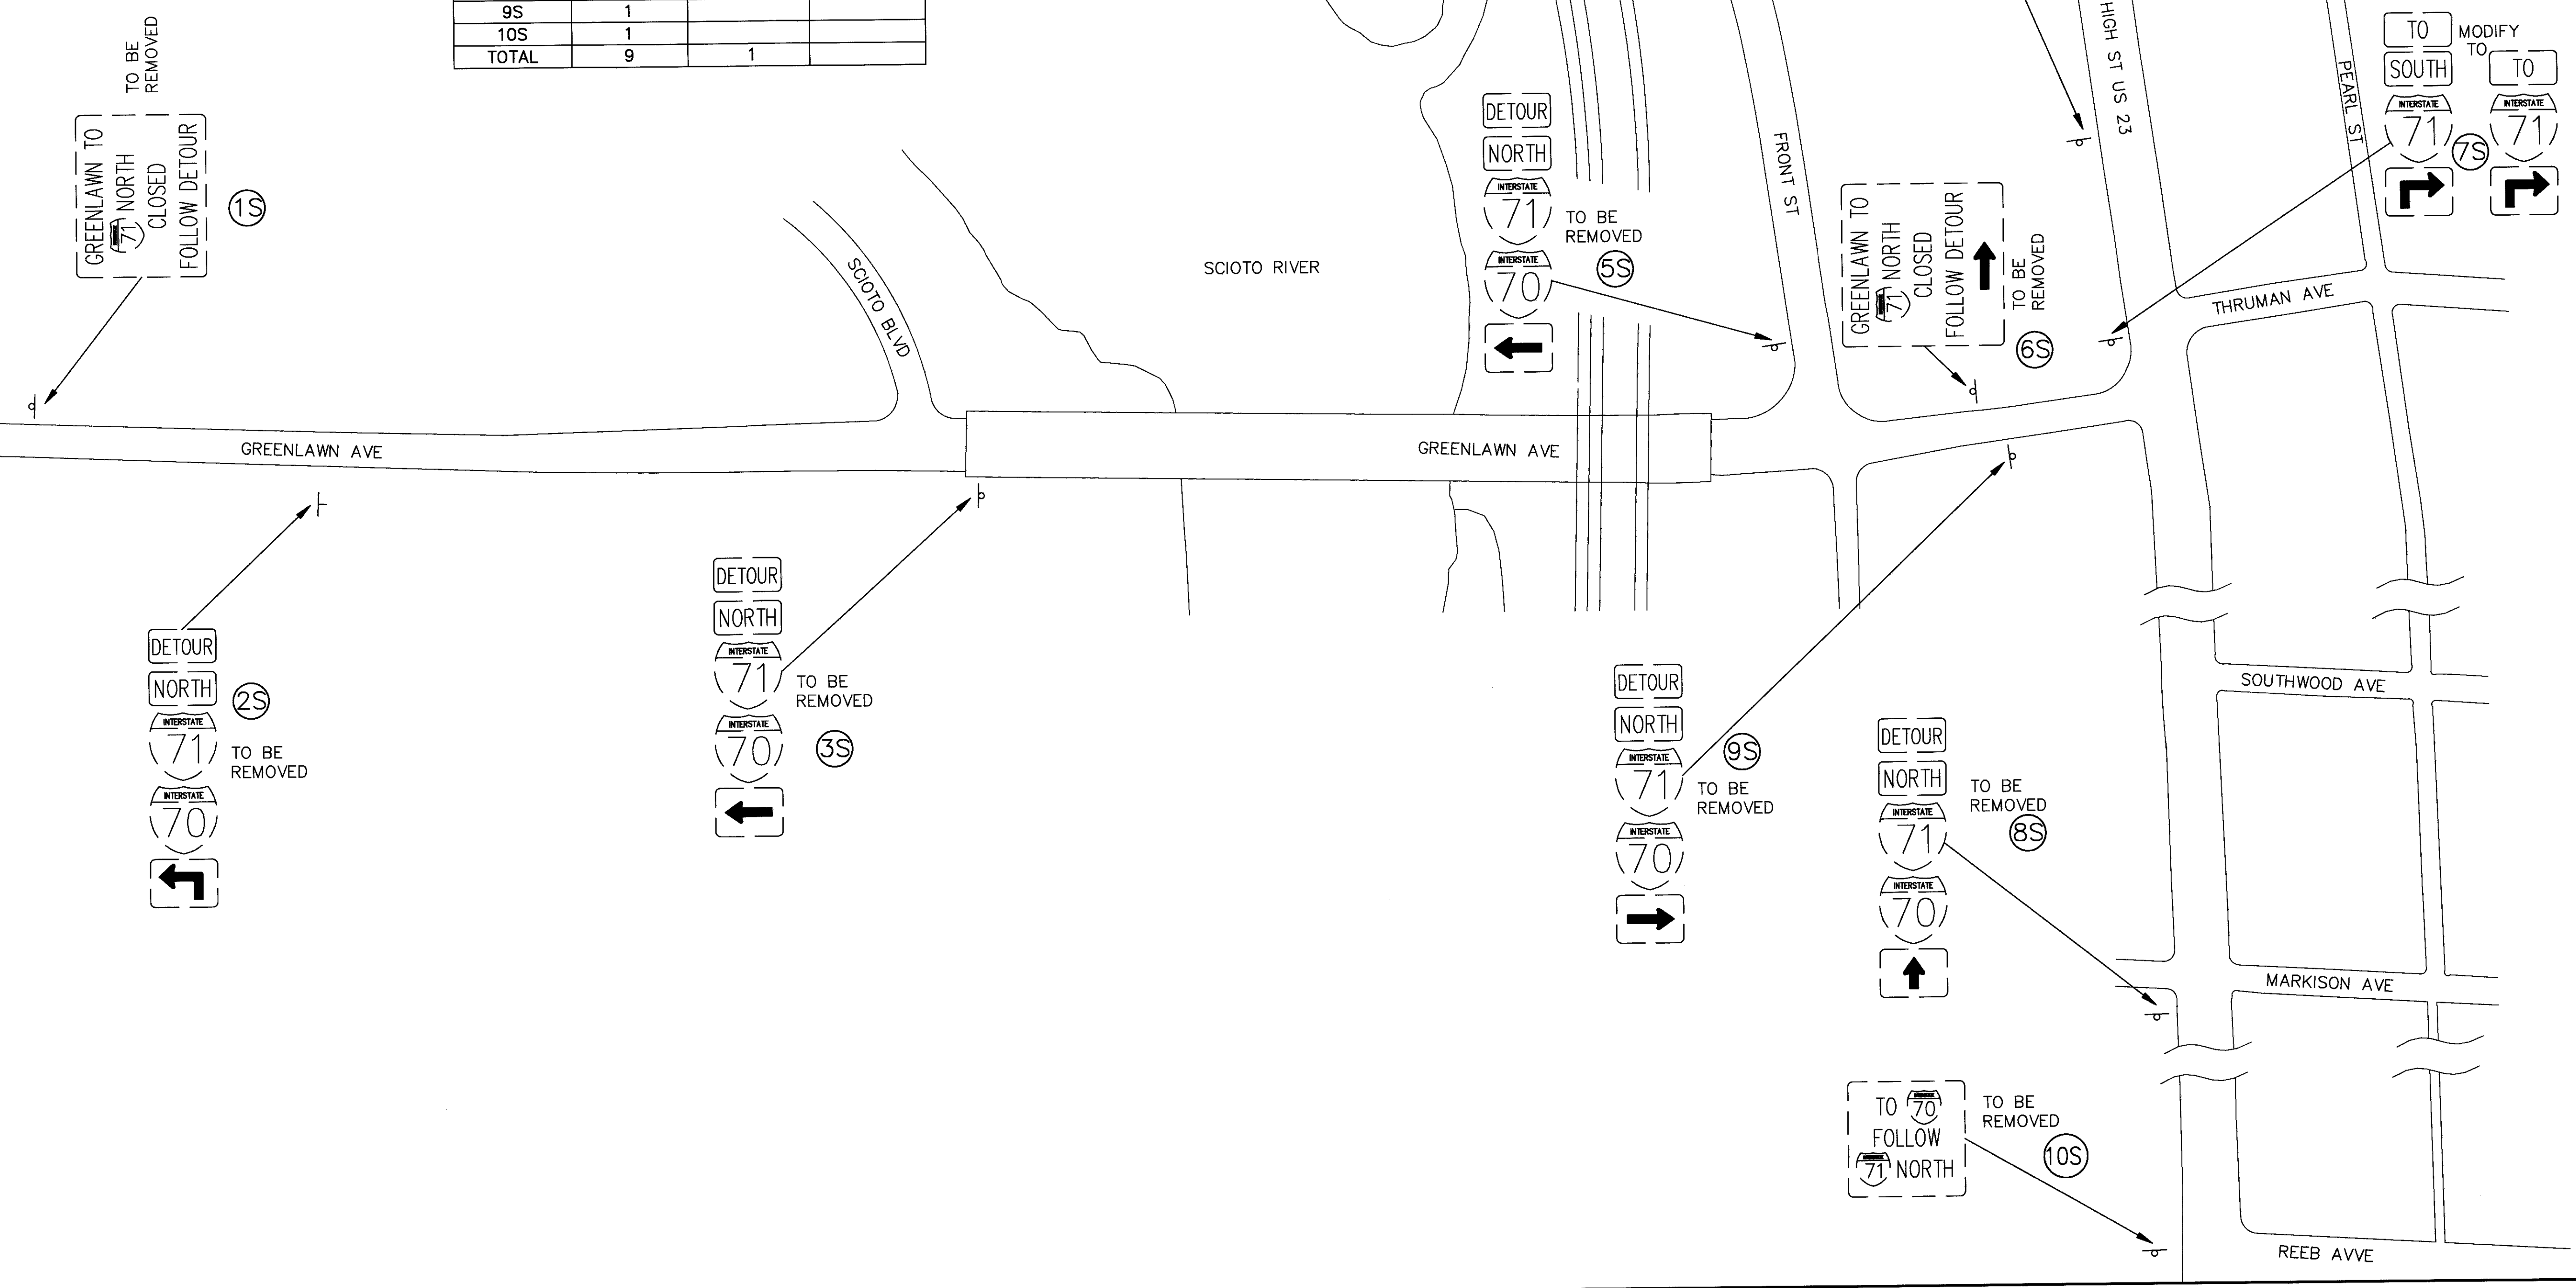 9S 1
10S 1
TOTAL 9 1
TO BE
REMOVED
GREENLAWN TO
71 NORTH
CLOSED
FOLLOW DETOUR
1S
SCIOTO BLVD
SCIOTO RIVER
GREENLAWN AVE
GREENLAWN AVE
DETOUR
NORTH
INTERSTATE
71
INTERSTATE
70
TO BE
REMOVED
2S
DETOUR
NORTH
INTERSTATE
71
INTERSTATE
70
TO BE
REMOVED
3S
DETOUR
NORTH
INTERSTATE
71
INTERSTATE
70
TO BE
REMOVED
5S
FRONT ST
GREENLAWN TO
71 NORTH
CLOSED
FOLLOW DETOUR
TO BE
REMOVED
6S
HIGH ST US 23
PEARL ST
TO
SOUTH
INTERSTATE
71
MODIFY
TO
TO
INTERSTATE
71
7S
THRUMAN AVE
DETOUR
NORTH
INTERSTATE
71
INTERSTATE
70
9S
TO BE
REMOVED
DETOUR
NORTH
INTERSTATE
71
INTERSTATE
70
TO BE
REMOVED
8S
SOUTHWOOD AVE
MARKISON AVE
TO 70
FOLLOW
71 NORTH
TO BE
REMOVED
10S
REEB AVVE